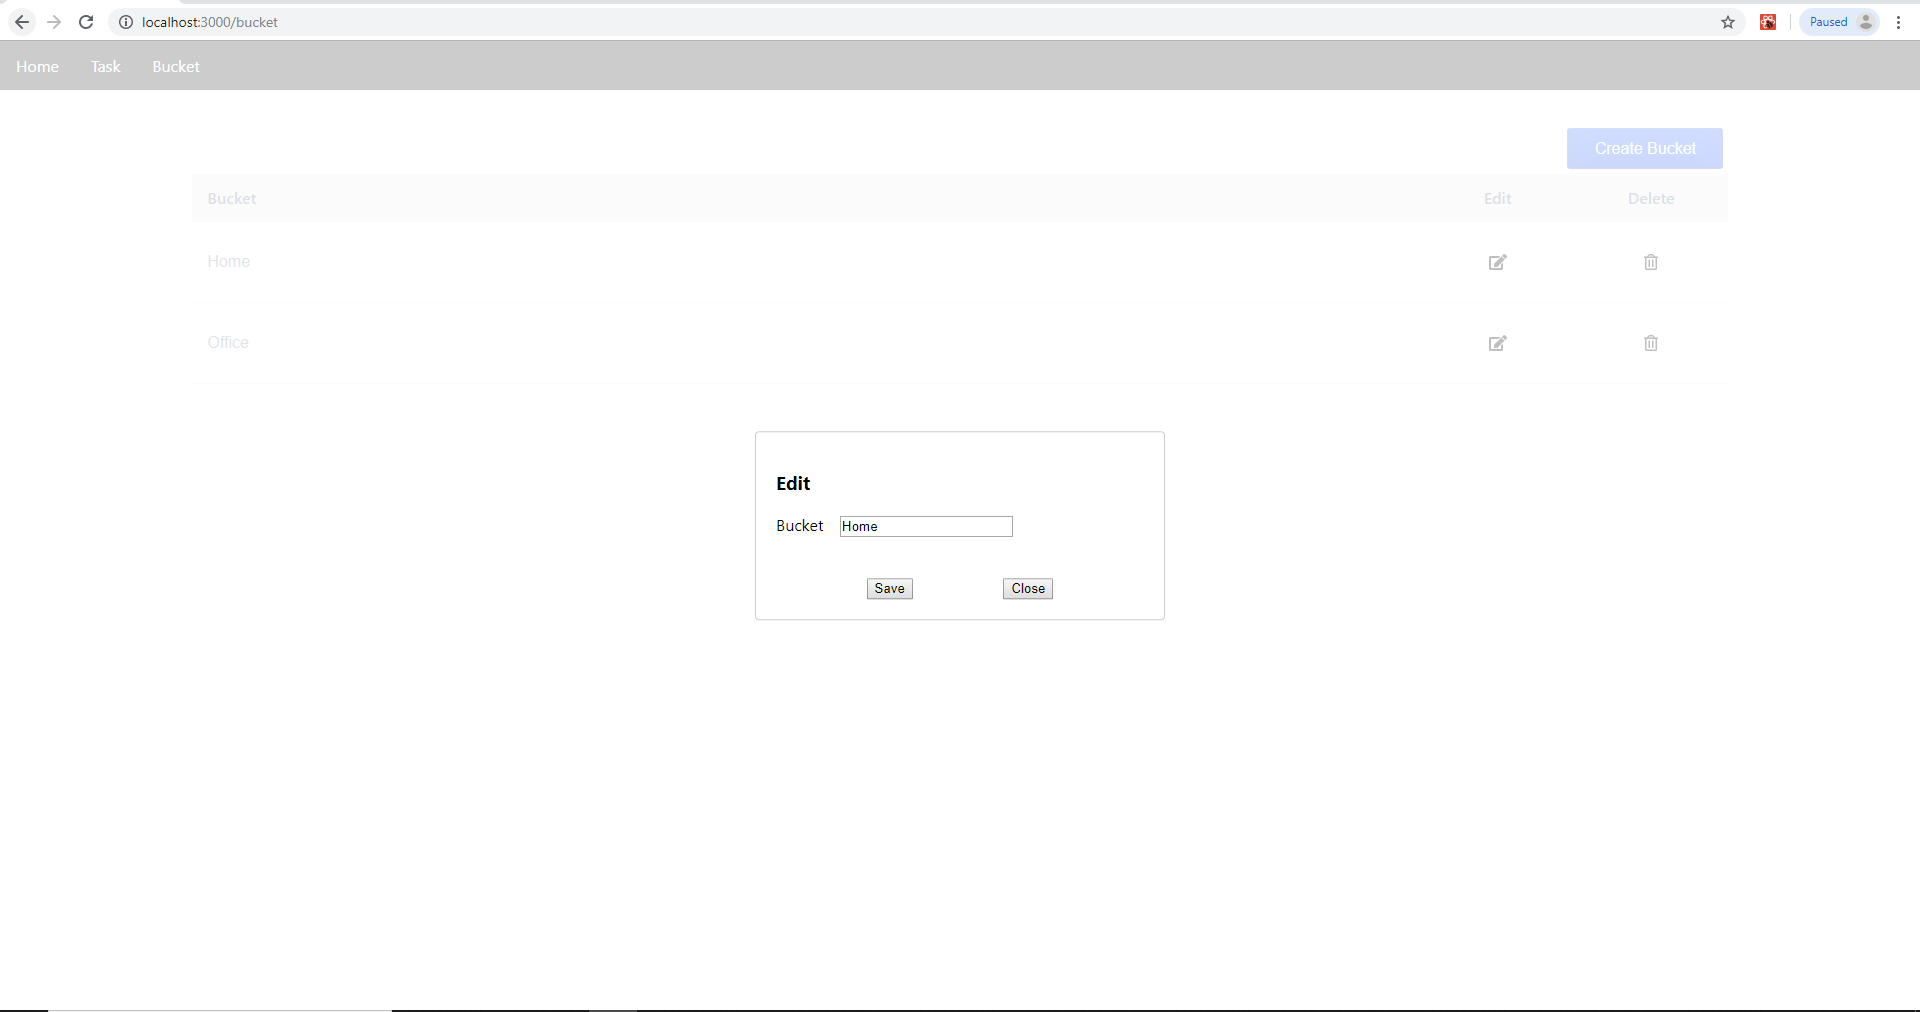 localhost:3000/bucket
Paused
Home Task Bucket
Create Bucket
Bucket Edit Delete
Home
Office
Edit
Bucket Home
Save Close